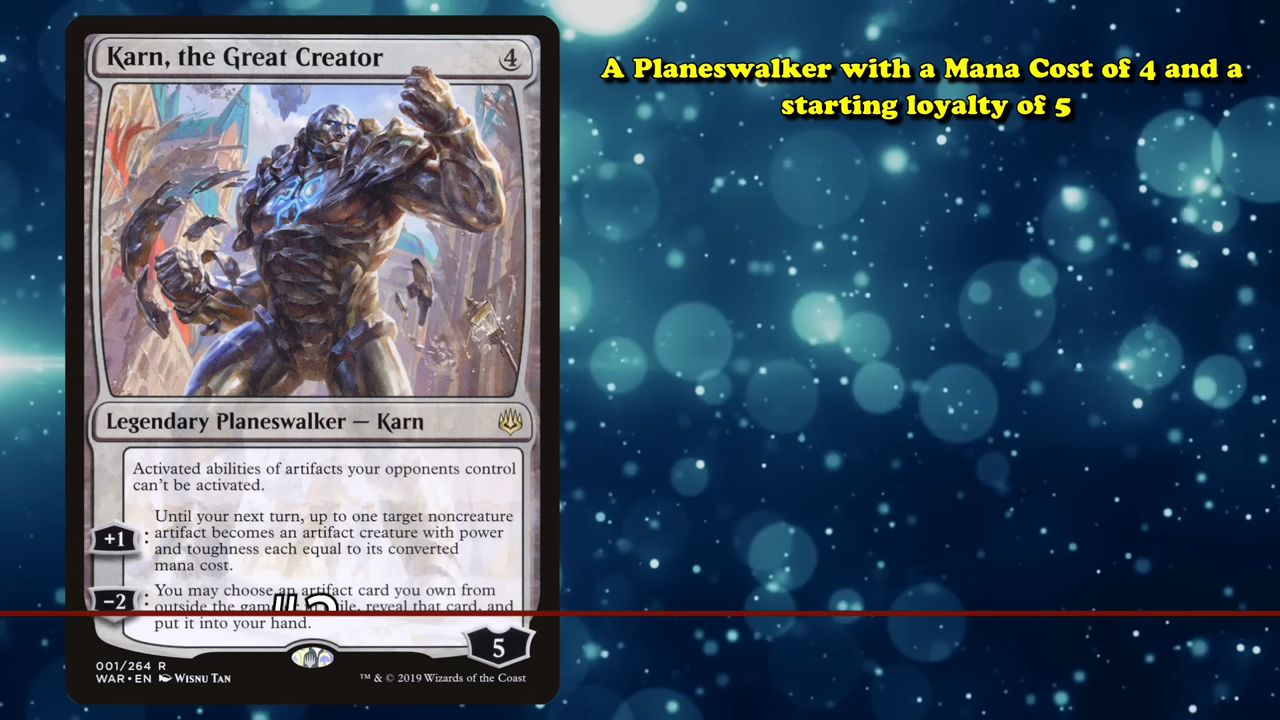 Karn, the Great Creator 4
A Planeswalker with a Mana Cost of 4 and a
starting loyalty of 5
Legendary Planeswalker — Karn
Activated abilities of artifacts your opponents control
can't be activated.
+1 : Until your next turn, up to one target noncreature
artifact becomes an artifact creature with power
and toughness each equal to its converted
mana cost.
−2 : You may choose an artifact card you own from
outside the game
reveal that card, and
put it into your hand.
5
001/264 R
WAR • EN Wisnu Tan
™ & © 2019 Wizards of the Coast